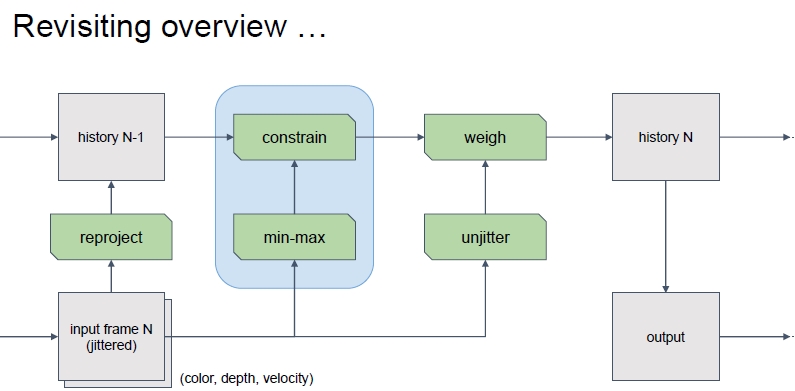 Revisiting overview …
history N-1
constrain
weigh
history N
reproject
min-max
unjitter
input frame N
(jittered)
output
(color, depth, velocity)